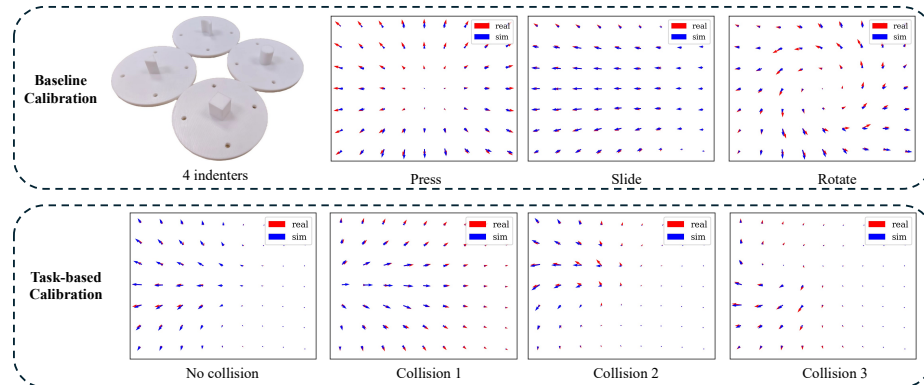 Baseline
Calibration
4 indenters
real
sim
Press
real
sim
Slide
real
sim
Rotate
Task-based
Calibration
real
sim
No collision
real
sim
Collision 1
real
sim
Collision 2
real
sim
Collision 3